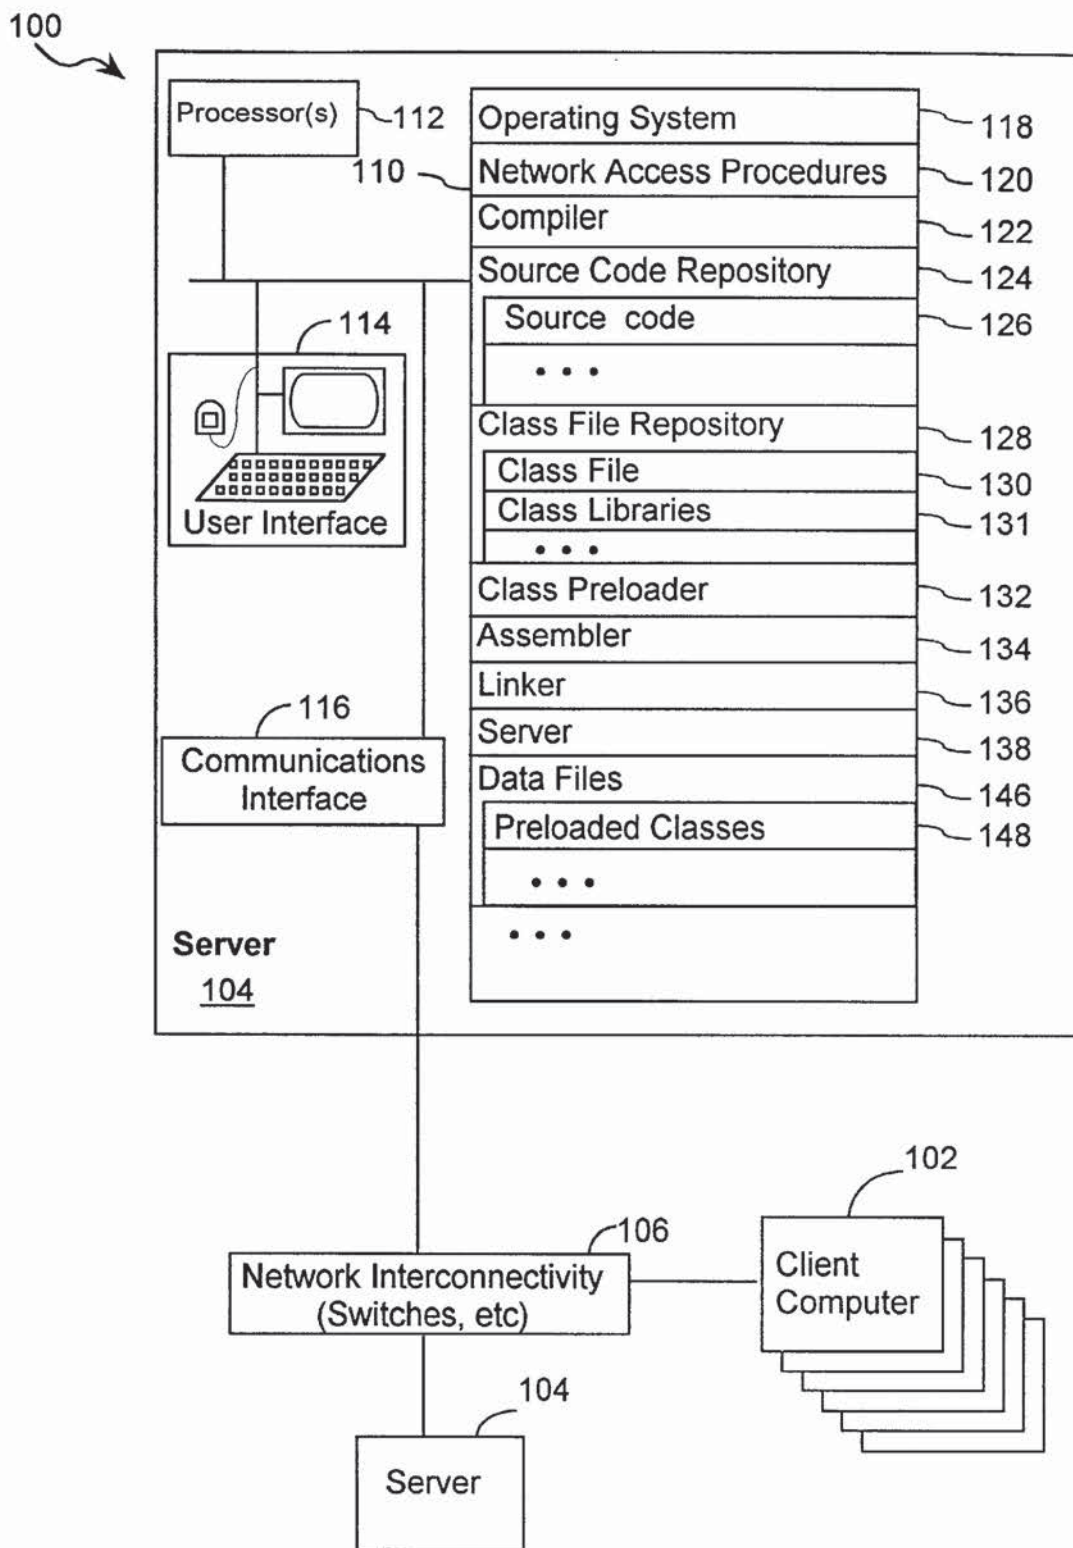 100
Processor(s)
112
110
Operating System
118
Network Access Procedures
120
Compiler
122
Source Code Repository
124
Source code
126
• • •
Class File Repository
128
Class File
130
Class Libraries
131
• • •
Class Preloader
132
Assembler
134
Linker
136
Server
138
Data Files
146
Preloaded Classes
148
• • •
• • •
114
User Interface
116
Communications
Interface
Server
104
106
Network Interconnectivity
(Switches, etc)
102
Client
Computer
104
Server